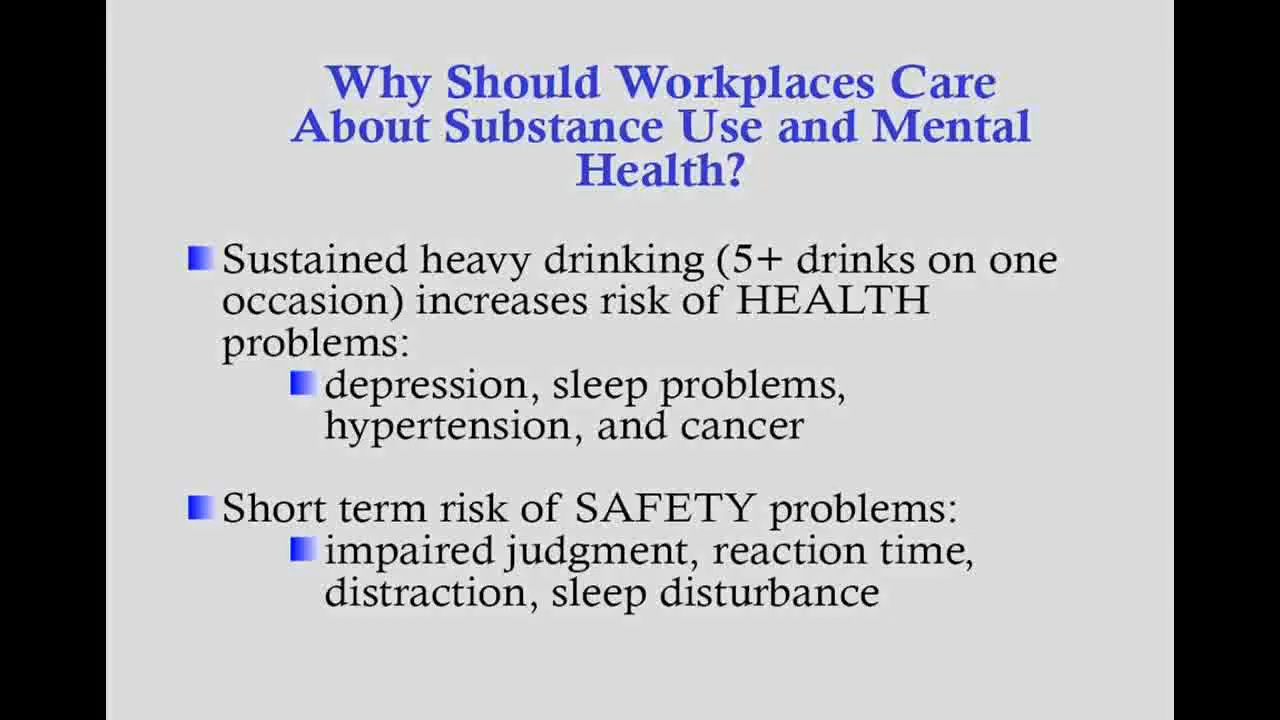 Why Should Workplaces Care
About Substance Use and Mental
Health?
Sustained heavy drinking (5+ drinks on one
occasion) increases risk of HEALTH
problems:
depression, sleep problems,
hypertension, and cancer
Short term risk of SAFETY problems:
impaired judgment, reaction time,
distraction, sleep disturbance